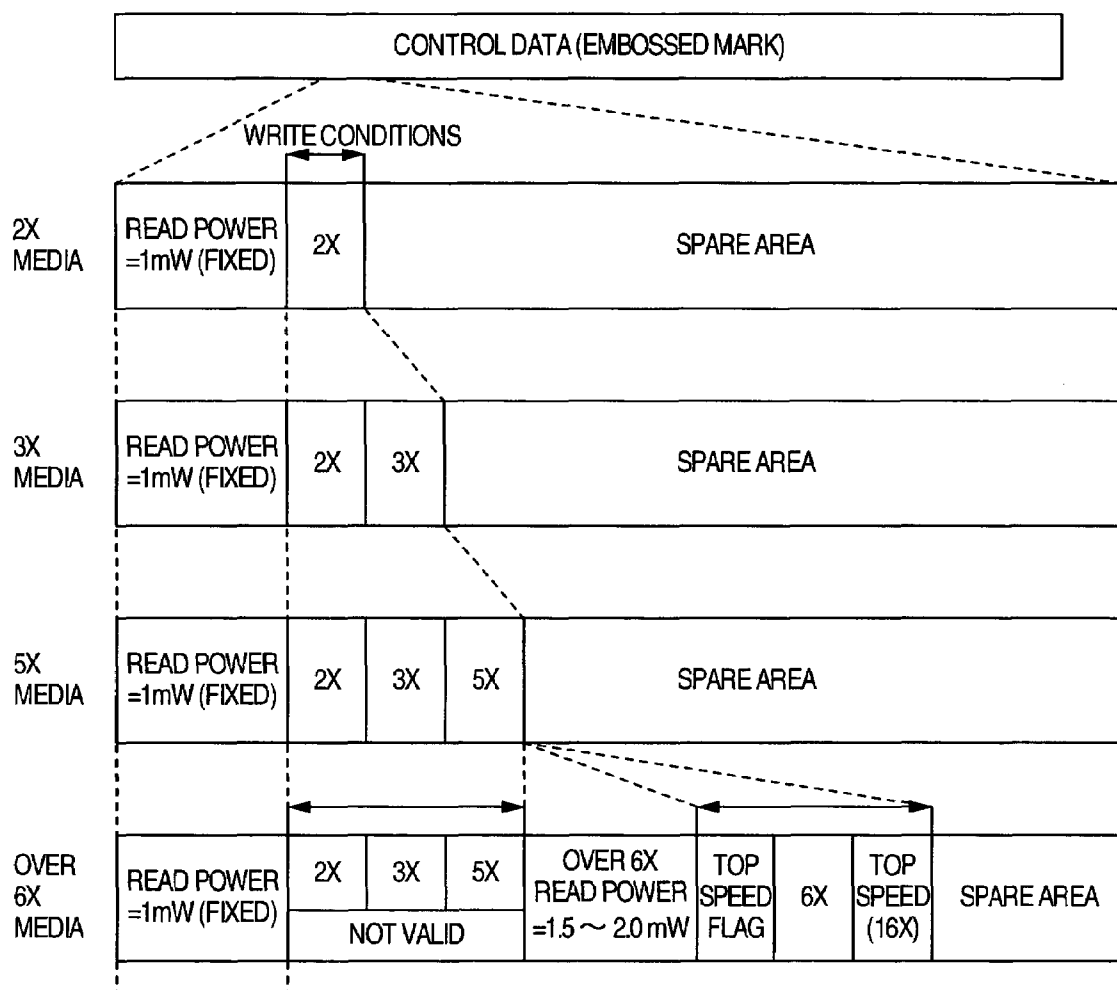 CONTROL DATA (EMBOSSED MARK)
WRITE CONDITIONS
2X
MEDIA
READ POWER
=1mW (FIXED)
2X
SPARE AREA
3X
MEDIA
READ POWER
=1mW (FIXED)
2X
3X
SPARE AREA
5X
MEDIA
READ POWER
=1mW (FIXED)
2X
3X
5X
SPARE AREA
OVER
6X
MEDIA
READ POWER
=1mW (FIXED)
2X
3X
5X
NOT VALID
OVER 6X
READ POWER
=1.5 ~ 2.0 mW
TOP
SPEED
FLAG
6X
TOP
SPEED
(16X)
SPARE AREA